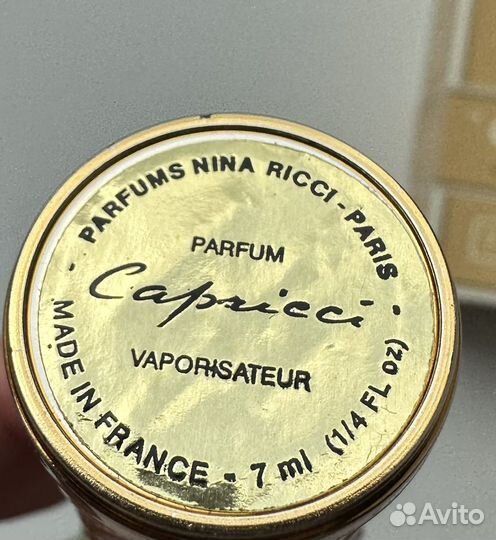 - PARFUMS NINA RICCI - PARIS -
PARFUM
Capricci
VAPORISATEUR
MADE IN FRANCE - 7 ml (1/4 FL oz)
Avito